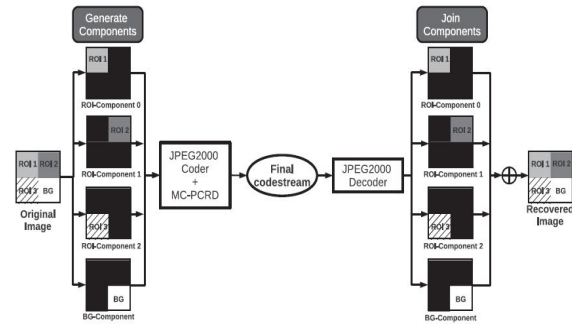 Generate
Components
Join
Components
ROI 1
ROI-Component 0
ROI 2
ROI-Component 1
ROI 3
ROI-Component 2
BG
BG-Component
ROI 1 ROI 2
ROI 3 BG
Original
Image
JPEG2000
Coder
+
MC-PCRD
Final
codestream
JPEG2000
Decoder
ROI 1
ROI-Component 0
ROI 2
ROI-Component 1
ROI 3
ROI-Component 2
BG
BG-Component
ROI 1 ROI 2
ROI 3 BG
Recovered
Image